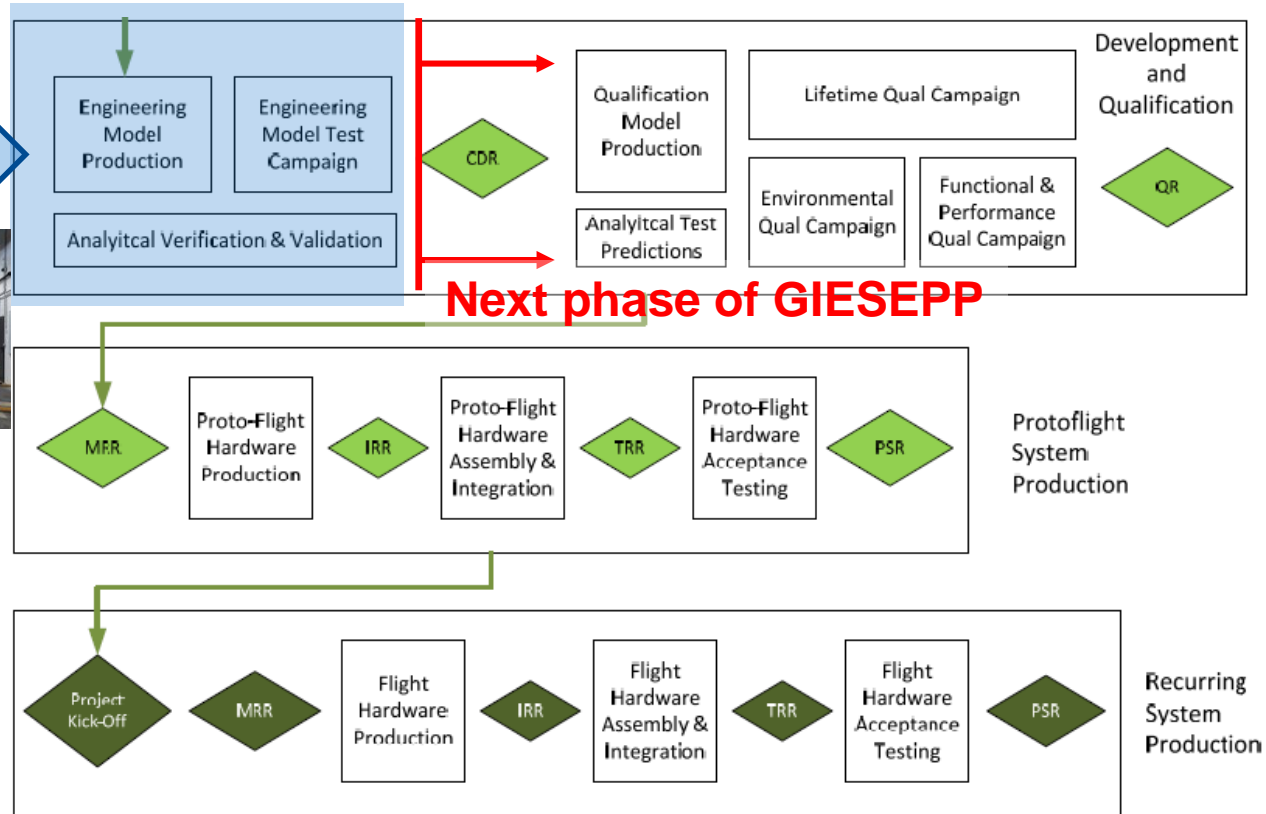 Development
and
Qualification
Engineering
Model
Production
Engineering
Model Test
Campaign
Analyitcal Verification & Validation
CDR
Qualification
Model
Production
Analyitcal Test
Predictions
Lifetime Qual Campaign
Environmental
Qual Campaign
Functional &
Performance
Qual Campaign
QR
Next phase of GIESEPP
MRR
Proto-Flight
Hardware
Production
IRR
Proto-Flight
Hardware
Assembly &
Integration
TRR
Proto-Flight
Hardware
Acceptance
Testing
PSR
Protoflight
System
Production
Project
Kick-Off
MRR
Flight
Hardware
Production
IRR
Flight
Hardware
Assembly &
Integration
TRR
Flight
Hardware
Acceptance
Testing
PSR
Recurring
System
Production